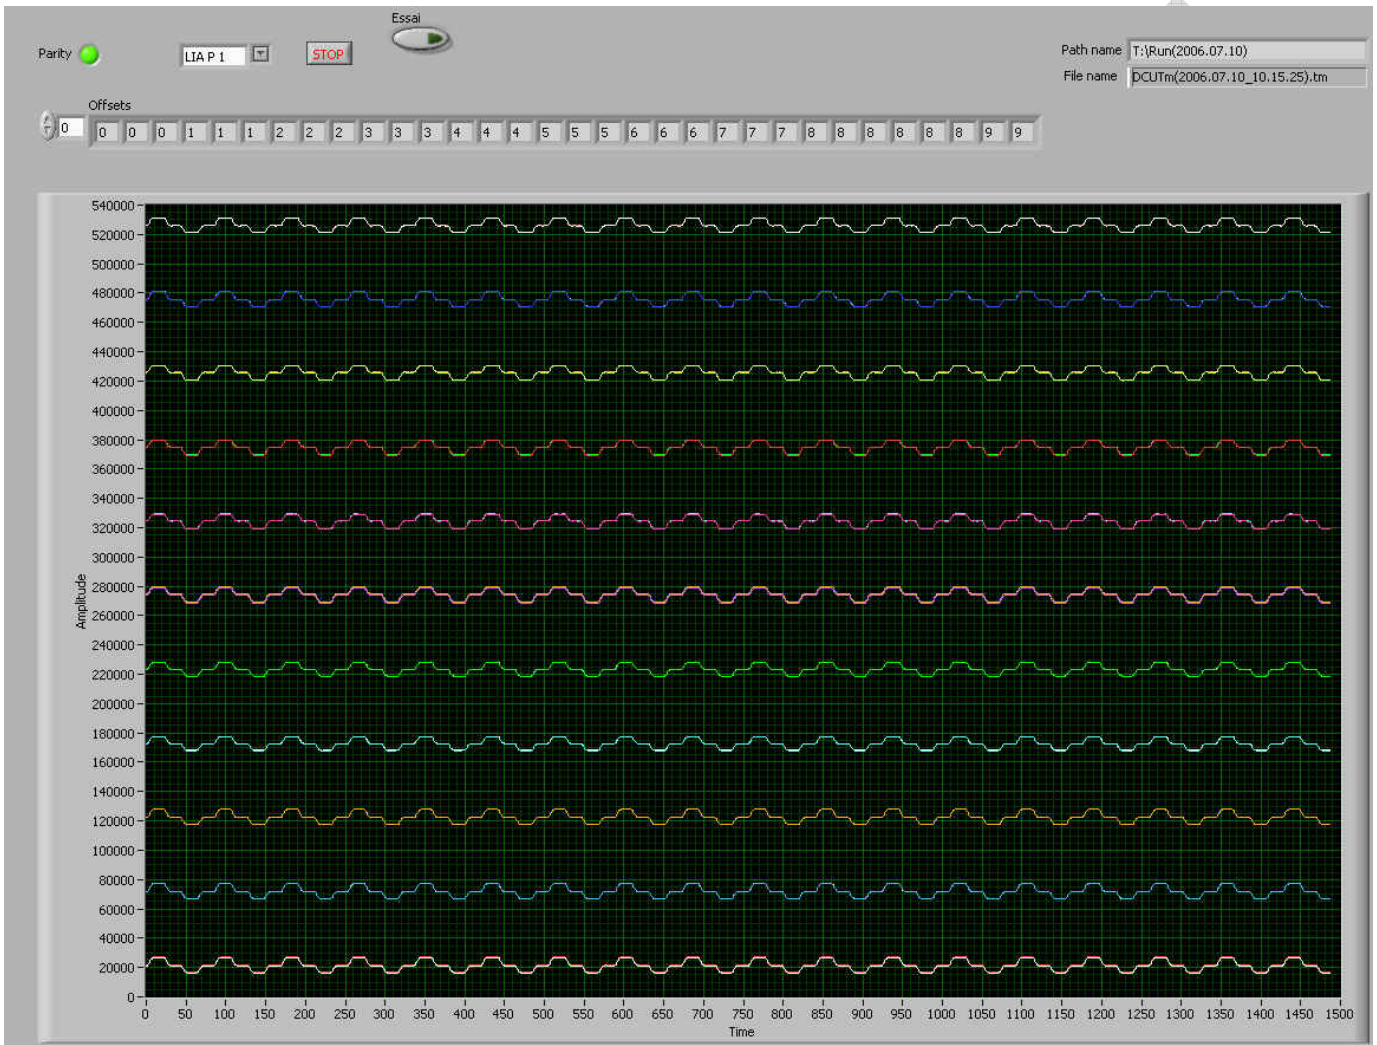 Essai
Parity
LIA P 1
STOP
Path name T:\Run(2006.07.10)
File name DCUTm(2006.07.10_10.15.25).tm
Offsets
0 0 0 0 1 1 1 2 2 2 3 3 3 4 4 4 5 5 5 6 6 6 7 7 7 8 8 8 8 8 8 9 9
540000
520000
500000
480000
460000
440000
420000
400000
380000
360000
340000
320000
300000
280000
260000
240000
220000
200000
180000
160000
140000
120000
100000
80000
60000
40000
20000
0
Amplitude
0 50 100 150 200 250 300 350 400 450 500 550 600 650 700 750 800 850 900 950 1000 1050 1100 1150 1200 1250 1300 1350 1400 1450 1500
Time